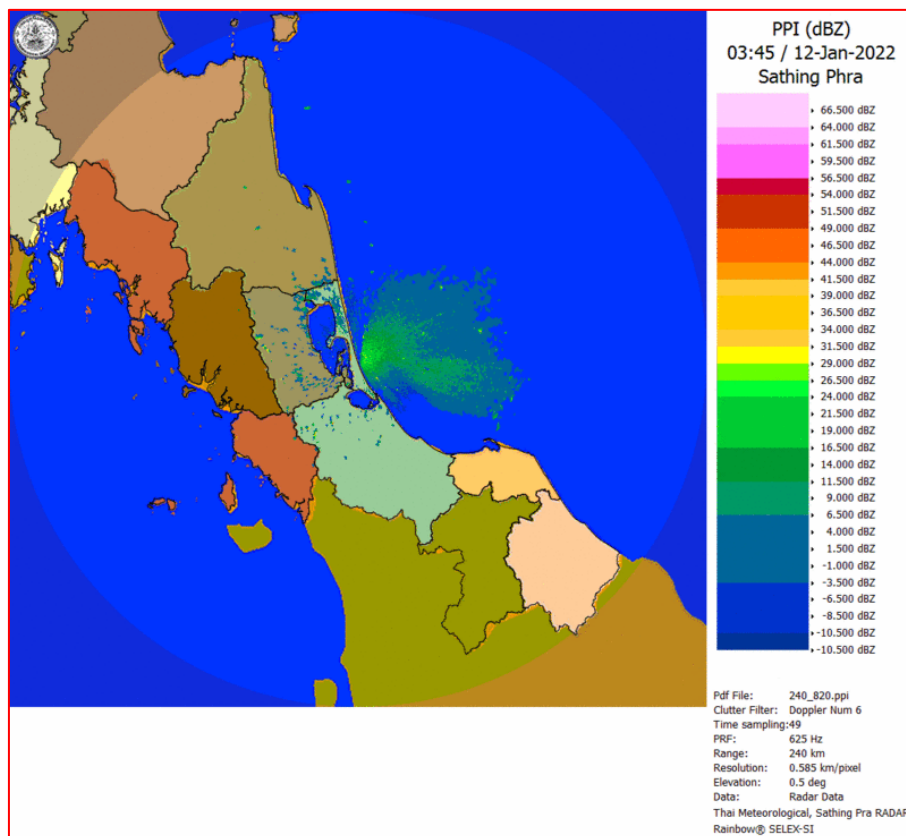 PPI (dBZ)
03:45 / 12-Jan-2022
Sathing Phra
66.500 dBZ
64.000 dBZ
61.500 dBZ
59.500 dBZ
56.500 dBZ
54.000 dBZ
51.500 dBZ
49.000 dBZ
46.500 dBZ
44.000 dBZ
41.500 dBZ
39.000 dBZ
36.500 dBZ
34.000 dBZ
31.500 dBZ
29.000 dBZ
26.500 dBZ
24.000 dBZ
21.500 dBZ
19.000 dBZ
16.500 dBZ
14.000 dBZ
11.500 dBZ
9.000 dBZ
6.500 dBZ
4.000 dBZ
1.500 dBZ
-1.000 dBZ
-3.500 dBZ
-6.500 dBZ
-8.500 dBZ
-10.500 dBZ
-10.500 dBZ
Pdf File: 240_820.ppi
Clutter Filter: Doppler Num 6
Time sampling:49
PRF: 625 Hz
Range: 240 km
Resolution: 0.585 km/pixel
Elevation: 0.5 deg
Data: Radar Data
Thai Meteorological, Sathing Pra RADAR
Rainbow® SELEX-SI